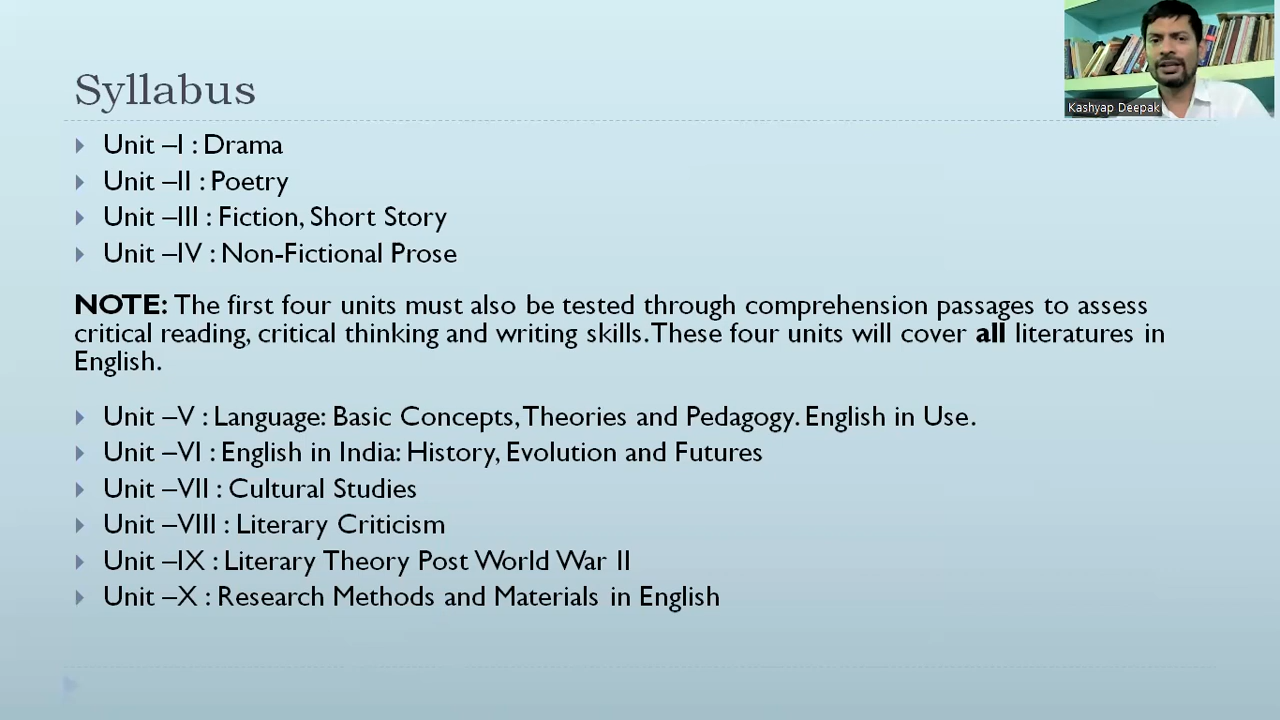 Syllabus
Kashyap Deepak
Unit –I : Drama
Unit –II : Poetry
Unit –III : Fiction, Short Story
Unit –IV : Non-Fictional Prose
NOTE: The first four units must also be tested through comprehension passages to assess
critical reading, critical thinking and writing skills. These four units will cover all literatures in
English.
Unit –V : Language: Basic Concepts, Theories and Pedagogy. English in Use.
Unit –VI : English in India: History, Evolution and Futures
Unit –VII : Cultural Studies
Unit –VIII : Literary Criticism
Unit –IX : Literary Theory Post World War II
Unit –X : Research Methods and Materials in English